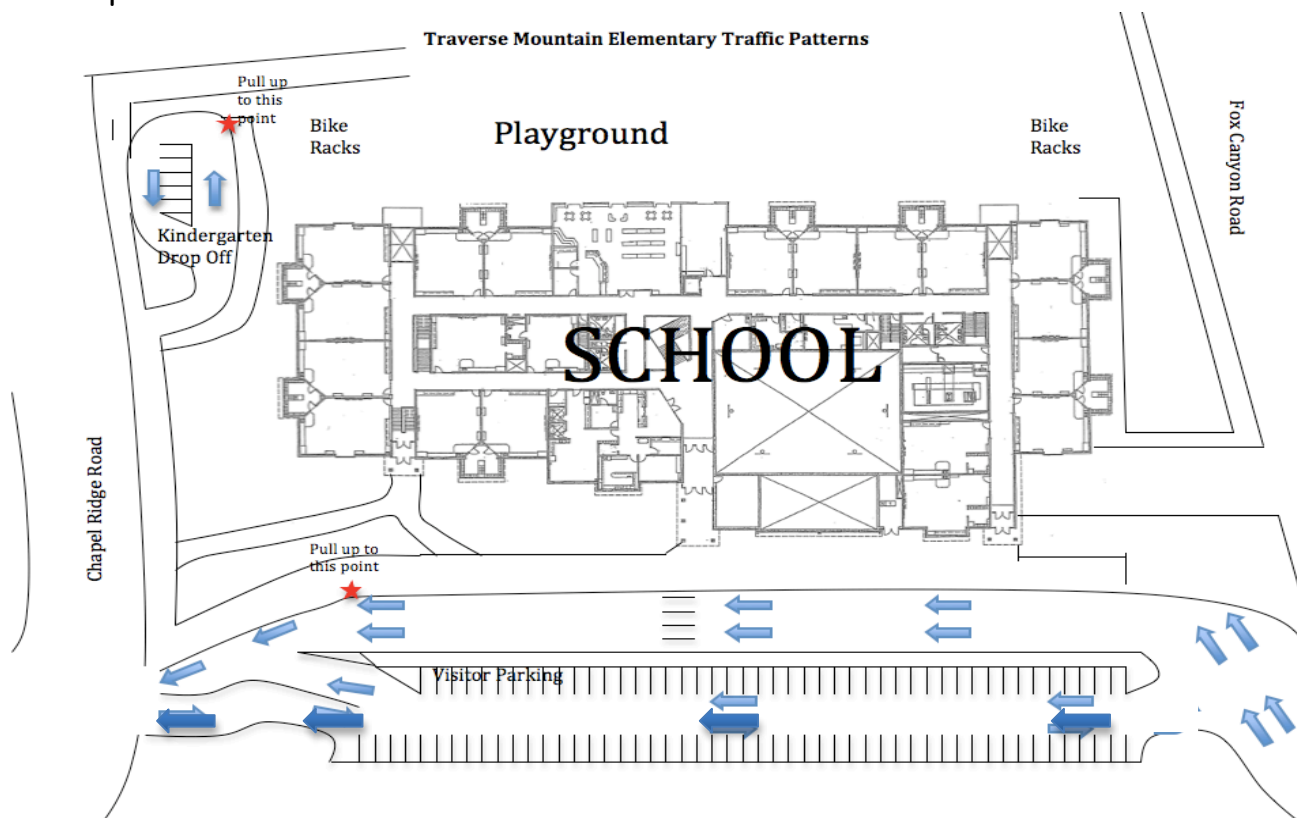 Traverse Mountain Elementary Traffic Patterns
Pull up
to this
point
Bike
Racks
Playground
Bike
Racks
Fox Canyon Road
Kindergarten
Drop Off
SCHOOL
Chapel Ridge Road
Pull up to
this point
Visitor Parking